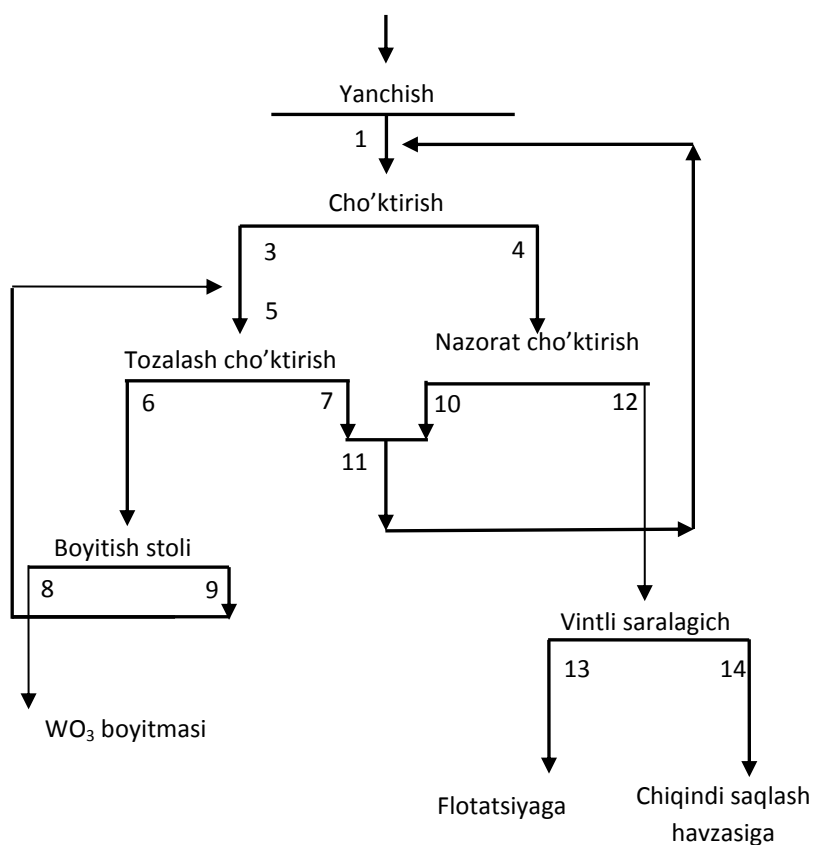 Yanchish
1
Cho’ktirish
3
4
5
Tozalash cho’ktirish
Nazorat cho’ktirish
6
7
10
12
11
Boyitish stoli
8
9
Vintli saralagich
13
14
WO₃ boyitmasi
Flotatsiyaga
Chiqindi saqlash
havzasiga